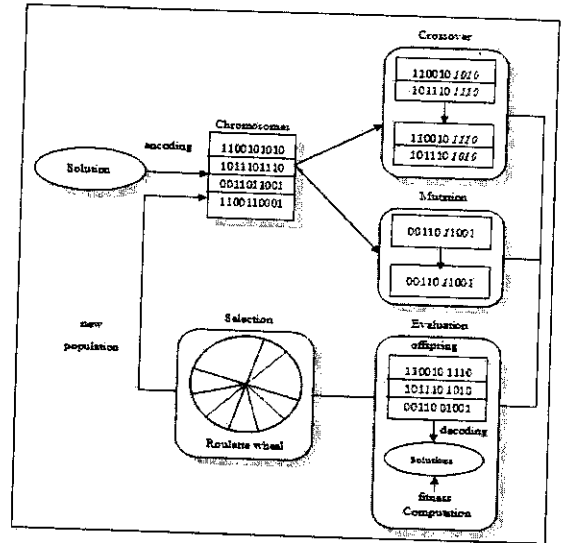 Crossover
110010 1010
101110 1110
110010 1110
101110 1010
Chromosomes
encoding
1100101010
1011101110
0011011001
1100110001
Solution
Mutation
00110 11001
00110 11001
new
population
Selection
Roulette wheel
Evaluation
offspring
110010 1110
101110 1010
00110 01001
decoding
Solutions
fitness
Computation